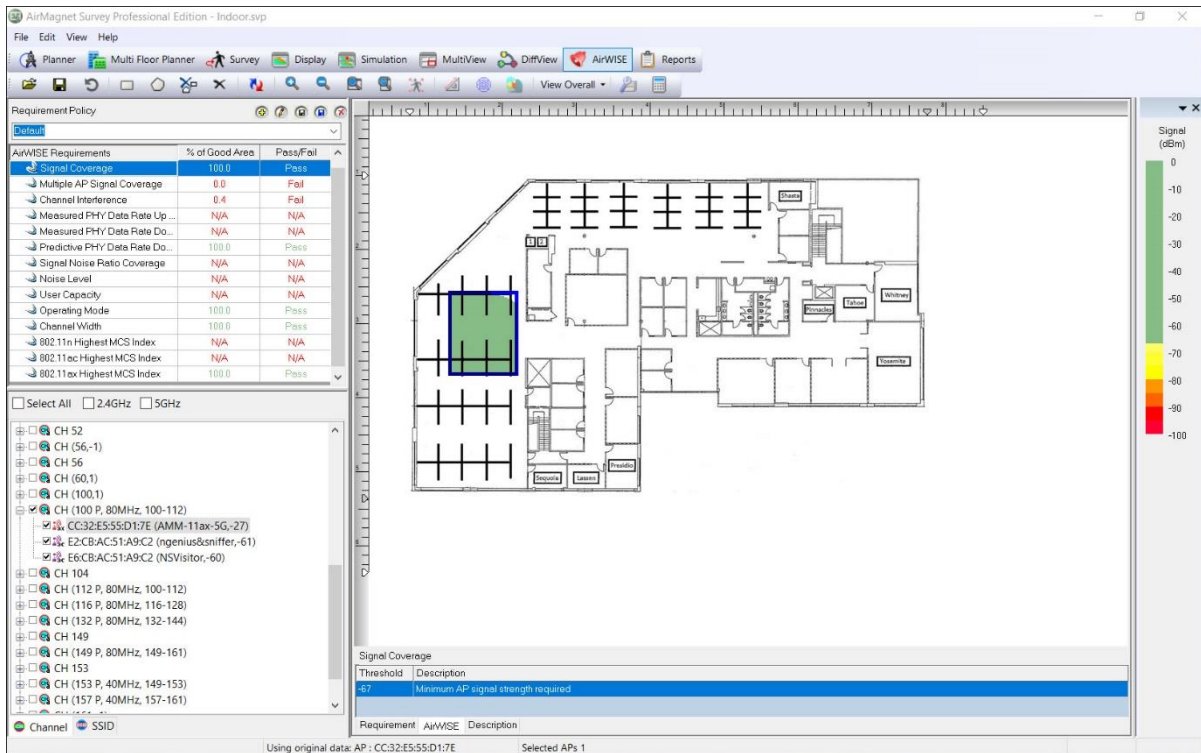 AirMagnet Survey Professional Edition - Indoor.svp
File Edit View Help
Planner Multi Floor Planner Survey Display Simulation MultiView DiffView AirWISE Reports
View Overall
Requirement Policy
Default
AirWISE Requirements % of Good Area Pass/Fail
Signal Coverage 100.0 Pass
Multiple AP Signal Coverage 0.0 Fail
Channel Interference 0.4 Fail
Measured PHY Data Rate Up ... N/A N/A
Measured PHY Data Rate Do... N/A N/A
Predictive PHY Data Rate Do... 100.0 Pass
Signal Noise Ratio Coverage N/A N/A
Noise Level N/A N/A
User Capacity N/A N/A
Operating Mode 100.0 Pass
Channel Width 100.0 Pass
802.11n Highest MCS Index N/A N/A
802.11ac Highest MCS Index N/A N/A
802.11ax Highest MCS Index 100.0 Pass
Select All 2.4GHz 5GHz
CH 52
CH (56,-1)
CH 56
CH (60,1)
CH (100,1)
CH (100 P, 80MHz, 100-112)
CC:32:E5:55:D1:7E (AMM-11ax-5G,-27)
E2:CB:AC:51:A9:C2 (ngenius&sniffer,-61)
E6:CB:AC:51:A9:C2 (NSVisitor,-60)
CH 104
CH (112 P, 80MHz, 100-112)
CH (116 P, 80MHz, 116-128)
CH (132 P, 80MHz, 132-144)
CH 149
CH (149 P, 80MHz, 149-161)
CH 153
CH (153 P, 40MHz, 149-153)
CH (157 P, 40MHz, 157-161)
Channel SSID
Shasta
1 2
Whitney
Tahoe
Pinnacles
Yosemite
Presidio
Sequoia Lassen
Signal Coverage
Threshold Description
-67 Minimum AP signal strength required
Requirement AirWISE Description
Signal
(dBm)
0
-10
-20
-30
-40
-50
-60
-70
-80
-90
-100
Using original data: AP : CC:32:E5:55:D1:7E Selected APs 1